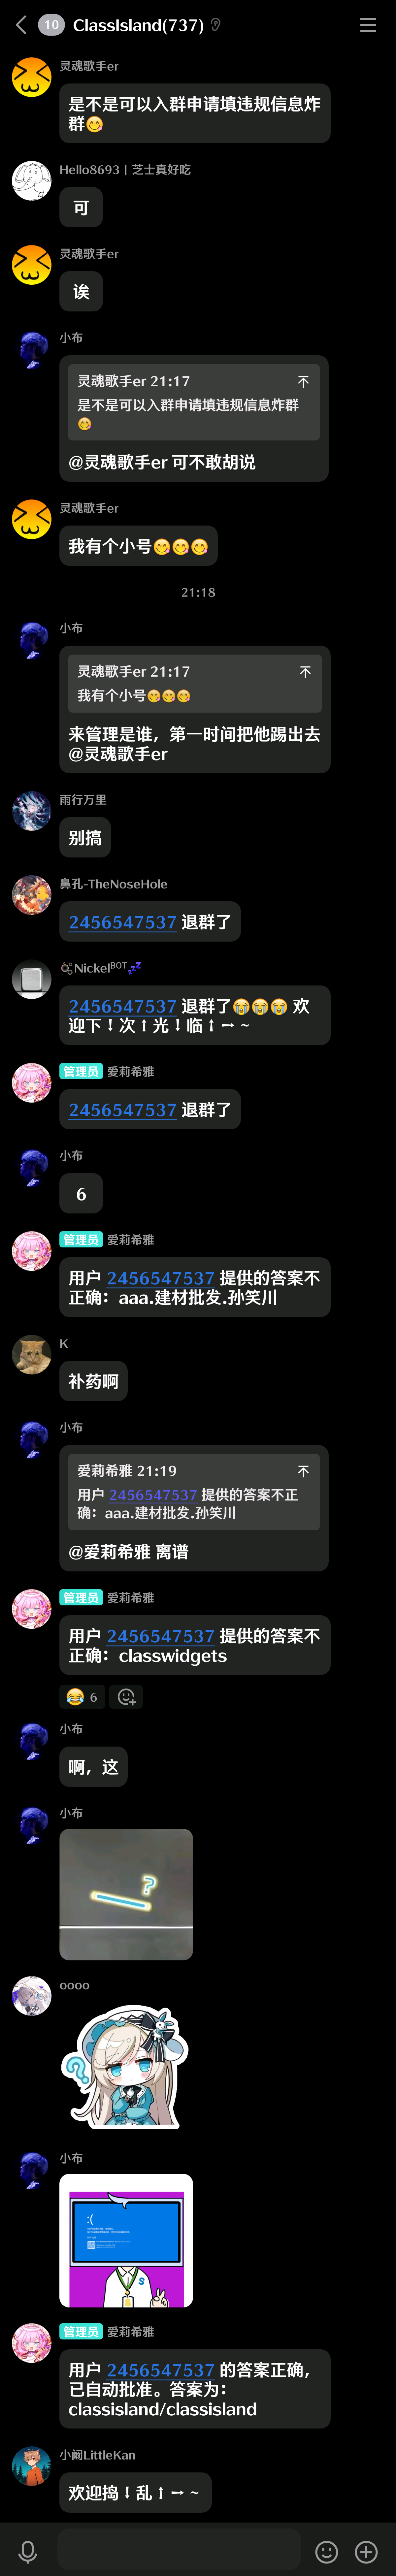 10 ClassIsland(737)
灵魂歌手er
是不是可以入群申请填违规信息炸
群😋
Hello8693 | 芝士真好吃
可
灵魂歌手er
诶
小布
灵魂歌手er 21:17
是不是可以入群申请填违规信息炸群
😋
@灵魂歌手er 可不敢胡说
灵魂歌手er
我有个小号😋😋😋
21:18
小布
灵魂歌手er 21:17
我有个小号😋😋😋
来管理是谁，第一时间把他踢出去
@灵魂歌手er
雨行万里
别搞
鼻孔-TheNoseHole
2456547537 退群了
Nickelᴮᴼᵀ💤
2456547537 退群了😭😭😭 欢
迎下⭫次⭡光⭫临⭡⭤~
管理员 爱莉希雅
2456547537 退群了
小布
6
管理员 爱莉希雅
用户 2456547537 提供的答案不
正确：aaa.建材批发.孙笑川
K
补药啊
小布
爱莉希雅 21:19
用户 2456547537 提供的答案不正
确：aaa.建材批发.孙笑川
@爱莉希雅 离谱
管理员 爱莉希雅
用户 2456547537 提供的答案不
正确：classwidgets
😂 6
小布
啊，这
小布
?
oooo
?
小布
:(
S
管理员 爱莉希雅
用户 2456547537 的答案正确，
已自动批准。答案为：
classisland/classisland
小阚LittleKan
欢迎捣⭫乱⭡⭤~